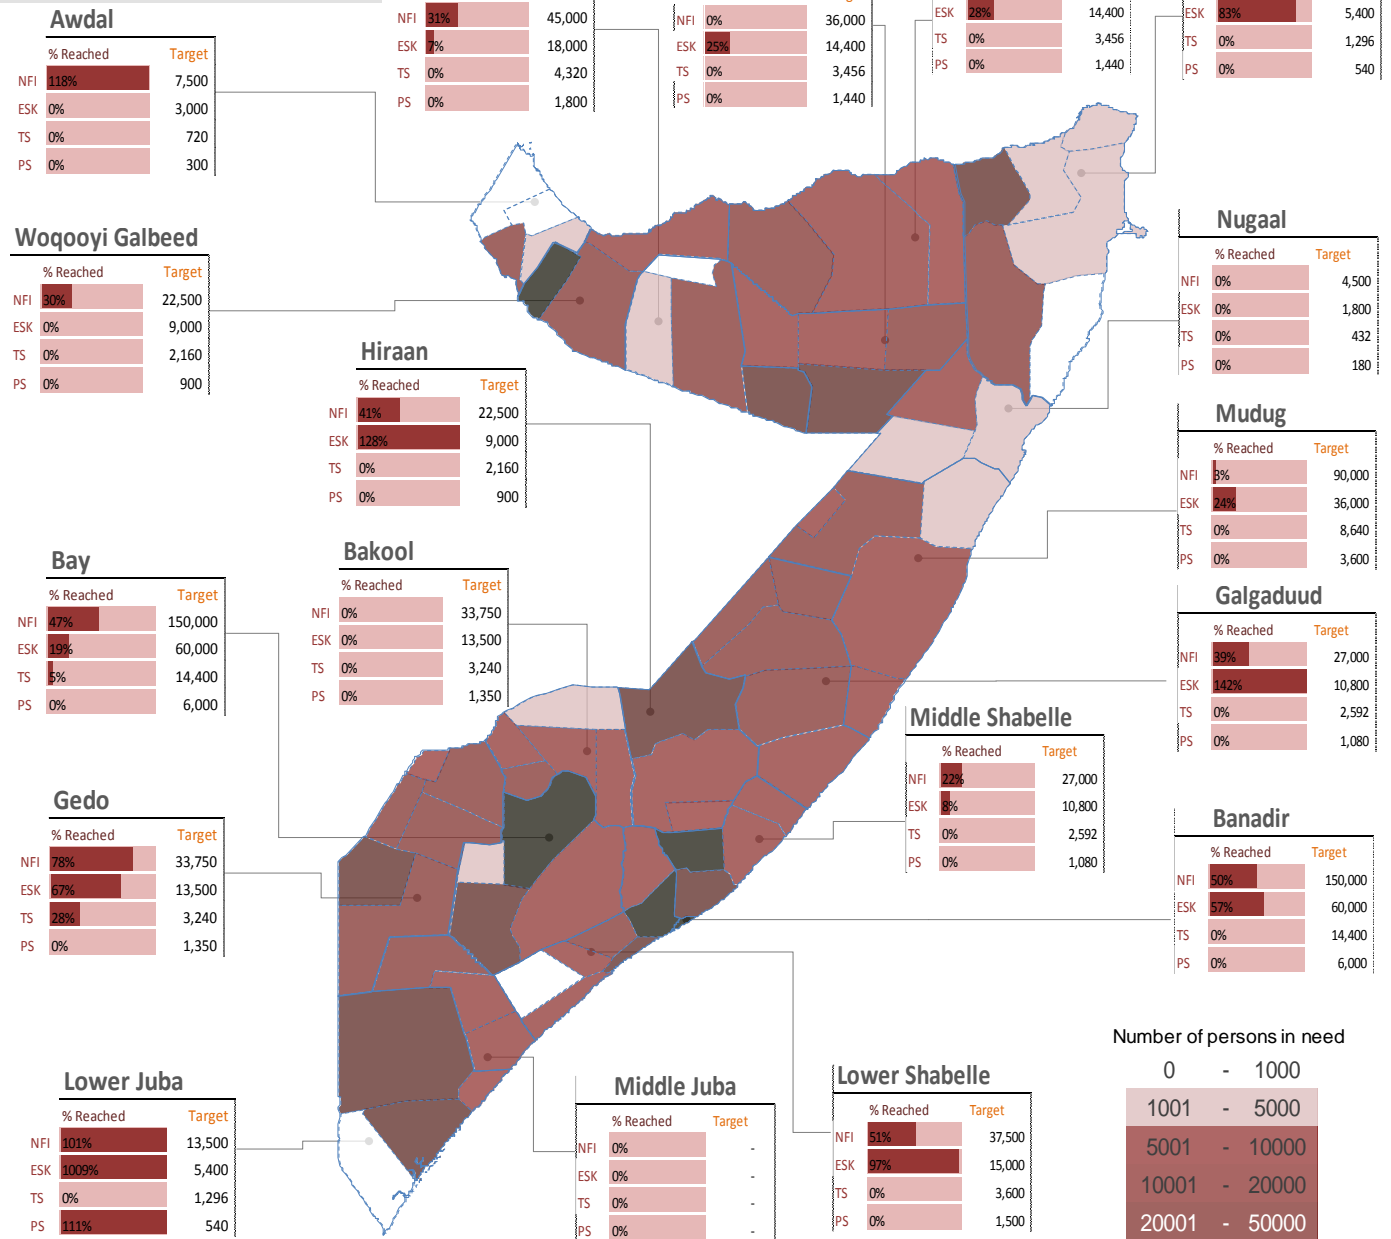 NFI 31% 45,000
ESK 7% 18,000
TS 0% 4,320
PS 0% 1,800
NFI 0% 36,000
ESK 25% 14,400
TS 0% 3,456
PS 0% 1,440
ESK 28% 14,400
TS 0% 3,456
PS 0% 1,440
ESK 83% 5,400
TS 0% 1,296
PS 0% 540
Awdal
% Reached Target
NFI 118% 7,500
ESK 0% 3,000
TS 0% 720
PS 0% 300
Woqooyi Galbeed
% Reached Target
NFI 30% 22,500
ESK 0% 9,000
TS 0% 2,160
PS 0% 900
Nugaal
% Reached Target
NFI 0% 4,500
ESK 0% 1,800
TS 0% 432
PS 0% 180
Hiraan
% Reached Target
NFI 41% 22,500
ESK 128% 9,000
TS 0% 2,160
PS 0% 900
Mudug
% Reached Target
NFI 3% 90,000
ESK 24% 36,000
TS 0% 8,640
PS 0% 3,600
Bay
% Reached Target
NFI 47% 150,000
ESK 19% 60,000
TS 5% 14,400
PS 0% 6,000
Bakool
% Reached Target
NFI 0% 33,750
ESK 0% 13,500
TS 0% 3,240
PS 0% 1,350
Galgaduud
% Reached Target
NFI 39% 27,000
ESK 142% 10,800
TS 0% 2,592
PS 0% 1,080
Middle Shabelle
% Reached Target
NFI 22% 27,000
ESK 8% 10,800
TS 0% 2,592
PS 0% 1,080
Gedo
% Reached Target
NFI 78% 33,750
ESK 67% 13,500
TS 28% 3,240
PS 0% 1,350
Banadir
% Reached Target
NFI 50% 150,000
ESK 57% 60,000
TS 0% 14,400
PS 0% 6,000
Lower Juba
% Reached Target
NFI 101% 13,500
ESK 1009% 5,400
TS 0% 1,296
PS 111% 540
Middle Juba
% Reached Target
NFI 0% -
ESK 0% -
TS 0% -
PS 0% -
Lower Shabelle
% Reached Target
NFI 51% 37,500
ESK 97% 15,000
TS 0% 3,600
PS 0% 1,500
Number of persons in need
0 - 1000
1001 - 5000
5001 - 10000
10001 - 20000
20001 - 50000